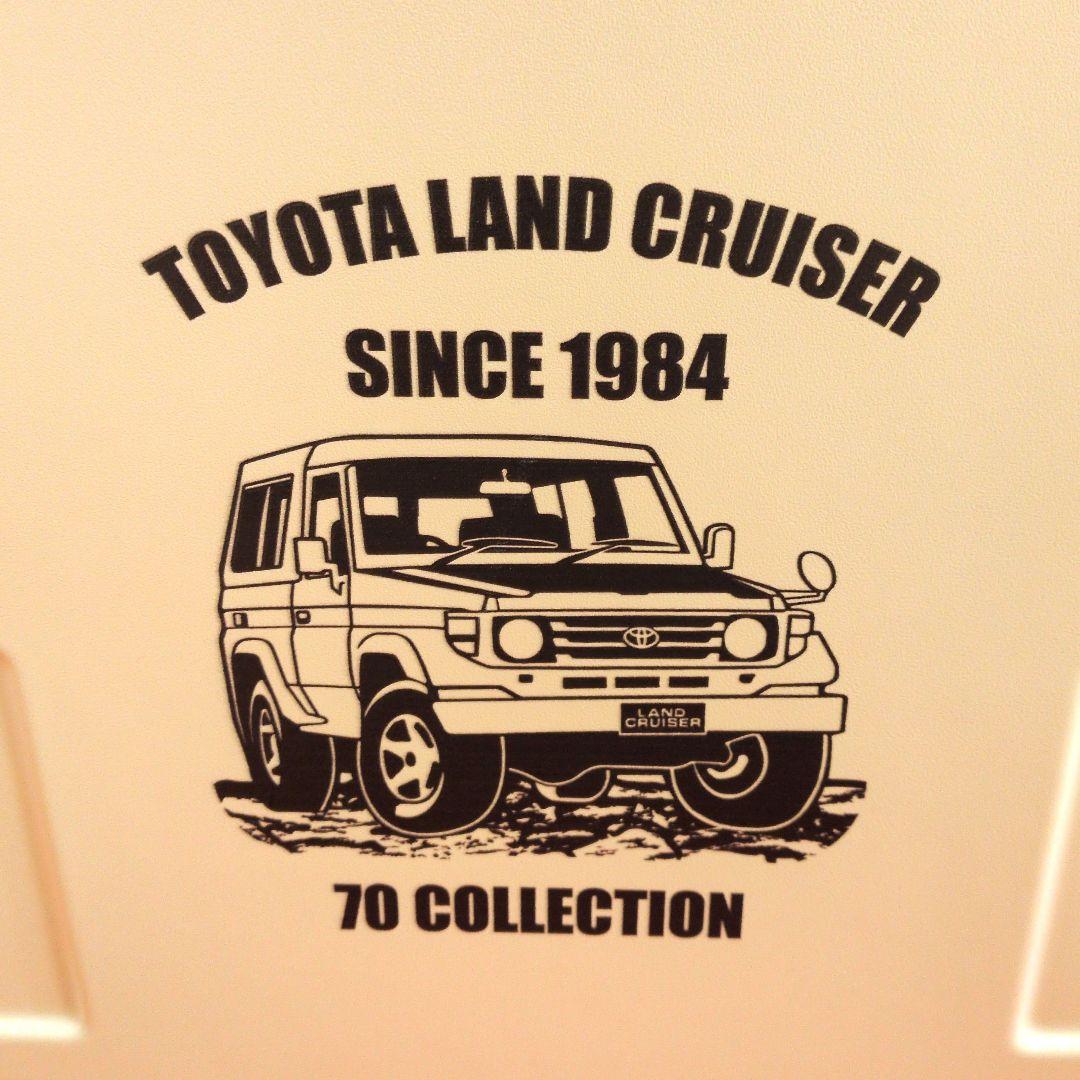 TOYOTA LAND CRUISER
SINCE 1984
LAND
CRUISER
70 COLLECTION